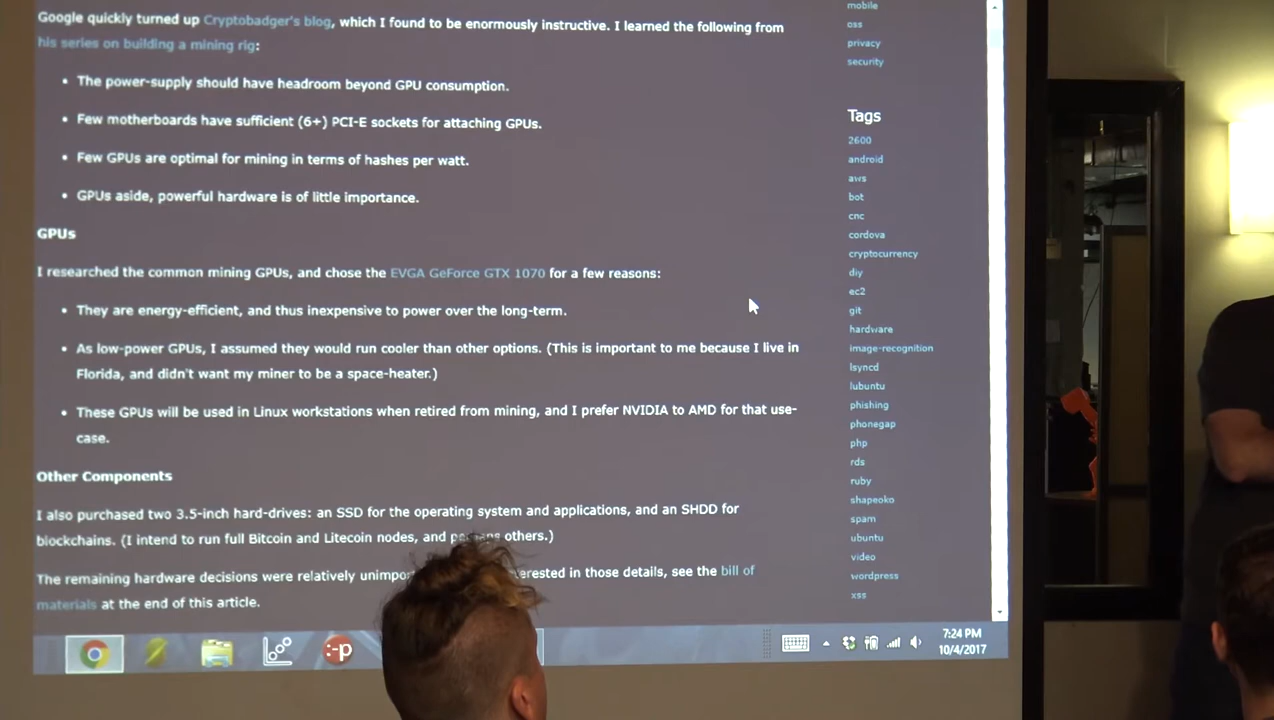 Google quickly turned up Cryptobadger's blog, which I found to be enormously instructive. I learned the following from
his series on building a mining rig:
• The power-supply should have headroom beyond GPU consumption.
• Few motherboards have sufficient (6+) PCI-E sockets for attaching GPUs.
• Few GPUs are optimal for mining in terms of hashes per watt.
• GPUs aside, powerful hardware is of little importance.
GPUs
I researched the common mining GPUs, and chose the EVGA GeForce GTX 1070 for a few reasons:
• They are energy-efficient, and thus inexpensive to power over the long-term.
• As low-power GPUs, I assumed they would run cooler than other options. (This is important to me because I live in
Florida, and didn't want my miner to be a space-heater.)
• These GPUs will be used in Linux workstations when retired from mining, and I prefer NVIDIA to AMD for that use-
case.
Other Components
I also purchased two 3.5-inch hard-drives: an SSD for the operating system and applications, and an SHDD for
blockchains. (I intend to run full Bitcoin and Litecoin nodes, and perhaps others.)
The remaining hardware decisions were relatively in those details, see the bill of
materials at the end of this article.
mobile
oss
privacy
security
Tags
2600
android
aws
bot
cnc
cordova
cryptocurrency
diy
ec2
git
hardware
image-recognition
lsyncd
lubuntu
phishing
phonegap
php
rds
ruby
shapeoko
spam
ubuntu
video
wordpress
xss
:-p
7:24 PM
10/4/2017